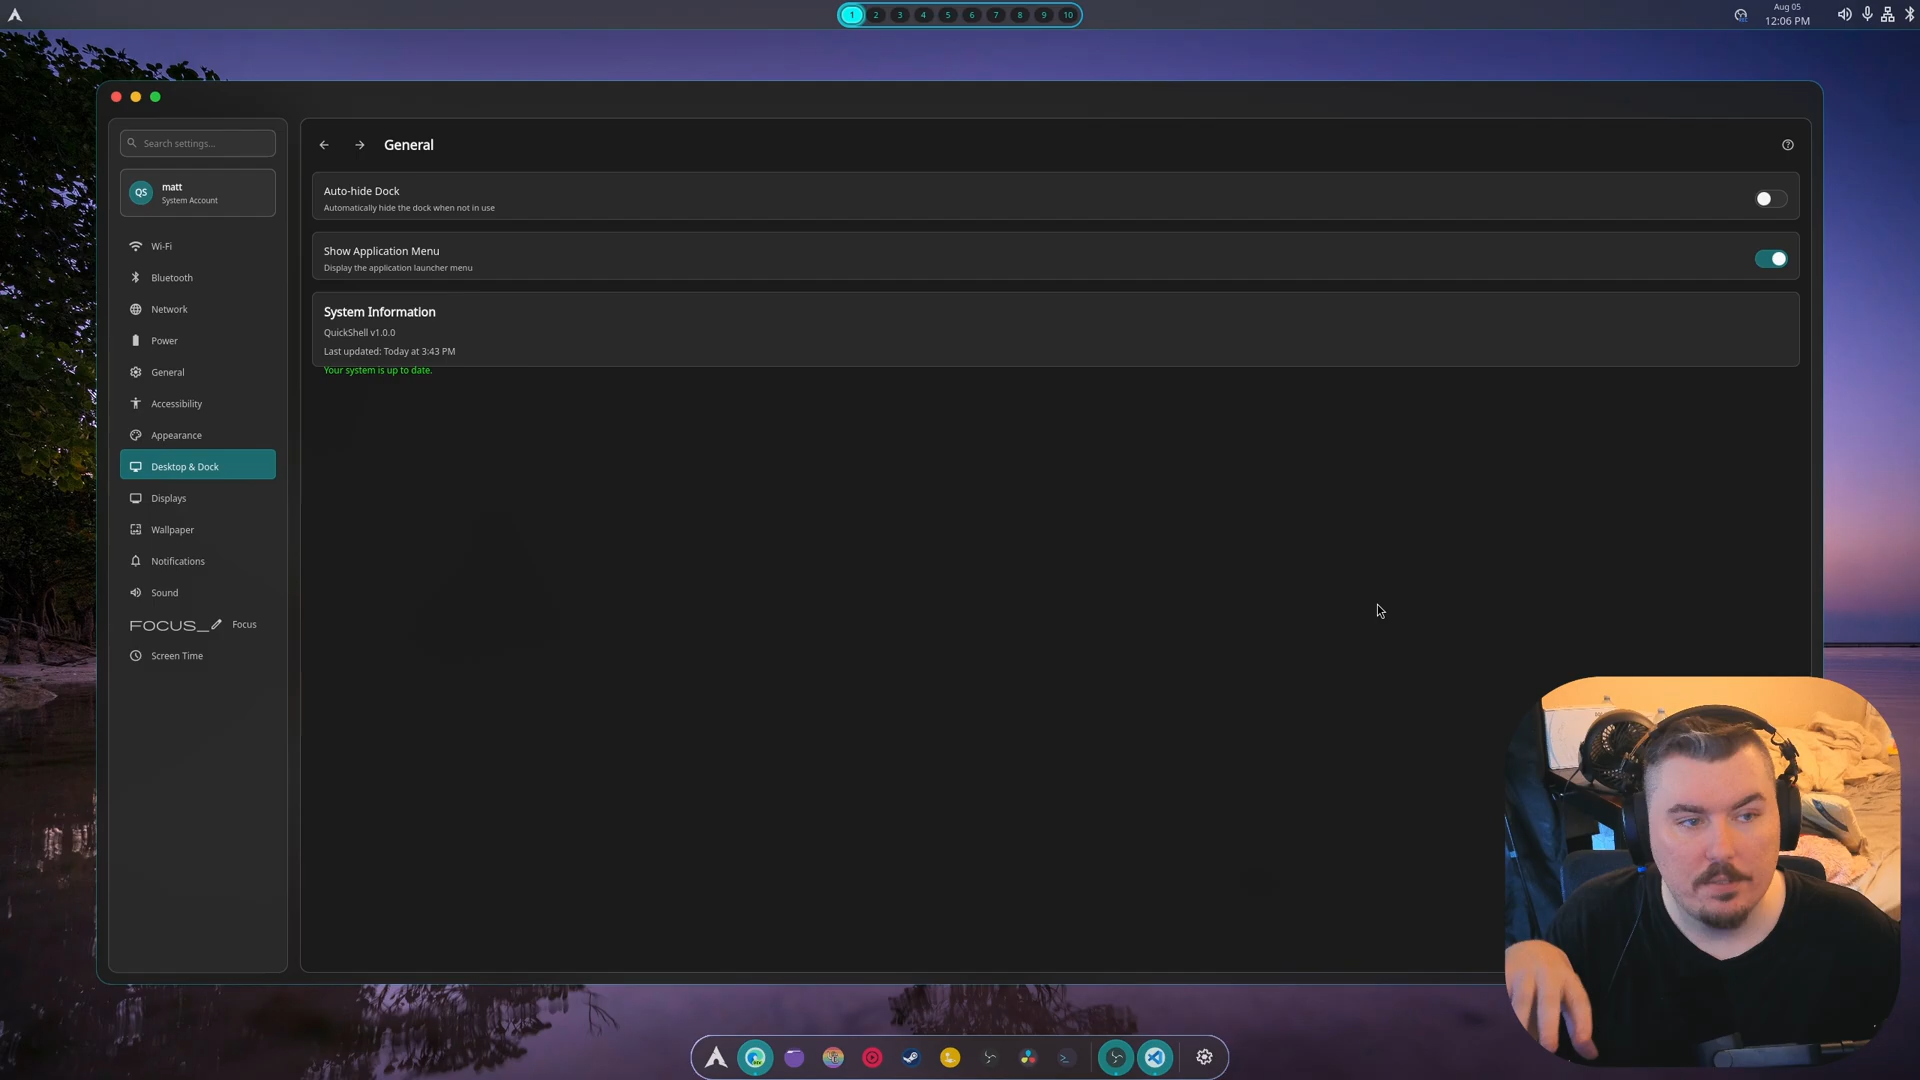 1 2 3 4 5 6 7 8 9 10
Aug 05
12:06 PM
Search settings...
General
QS
matt
System Account
Auto-hide Dock
Automatically hide the dock when not in use
Wi-Fi
Show Application Menu
Display the application launcher menu
Bluetooth
Network
System Information
QuickShell v1.0.0
Power
Last updated: Today at 3:43 PM
General
Your system is up to date.
Accessibility
Appearance
Desktop & Dock
Displays
Wallpaper
Notifications
Sound
FOCUS_ Focus
Screen Time